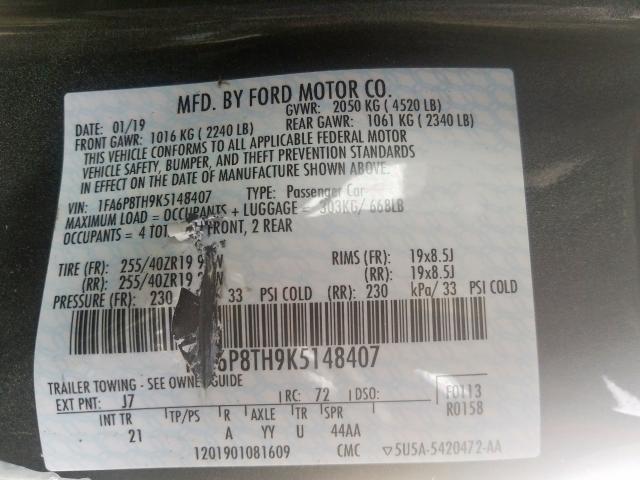 MFD. BY FORD MOTOR CO.
DATE: 01/19 GVWR: 2050 KG ( 4520 LB)
FRONT GAWR: 1016 KG ( 2240 LB) REAR GAWR: 1061 KG ( 2340 LB)
THIS VEHICLE CONFORMS TO ALL APPLICABLE FEDERAL MOTOR
VEHICLE SAFETY, BUMPER, AND THEFT PREVENTION STANDARDS
IN EFFECT ON THE DATE OF MANUFACTURE SHOWN ABOVE.
VIN: 1FA6P8TH9K5148407 TYPE: Passenger Car
MAXIMUM LOAD = OCCUPANTS + LUGGAGE = 303KG/ 668LB
OCCUPANTS = 4 FRONT, 2 REAR
TIRE (FR): 255/40ZR19 RIMS (FR): 19x8.5J
(RR): 255/40ZR19 (RR): 19x8.5J
PRESSURE (FR): 230 33 PSI COLD (RR): 230 kPa/ 33 PSI COLD
6P8TH9K5148407
TRAILER TOWING - SEE GUIDE
EXT PNT: J7 RC: 72 DSO: F0113
R0158
INT TR TP/PS R AXLE TR SPR
21 A YY U 44AA
1201901081609 CMC ▽5U5A-5420472-AA